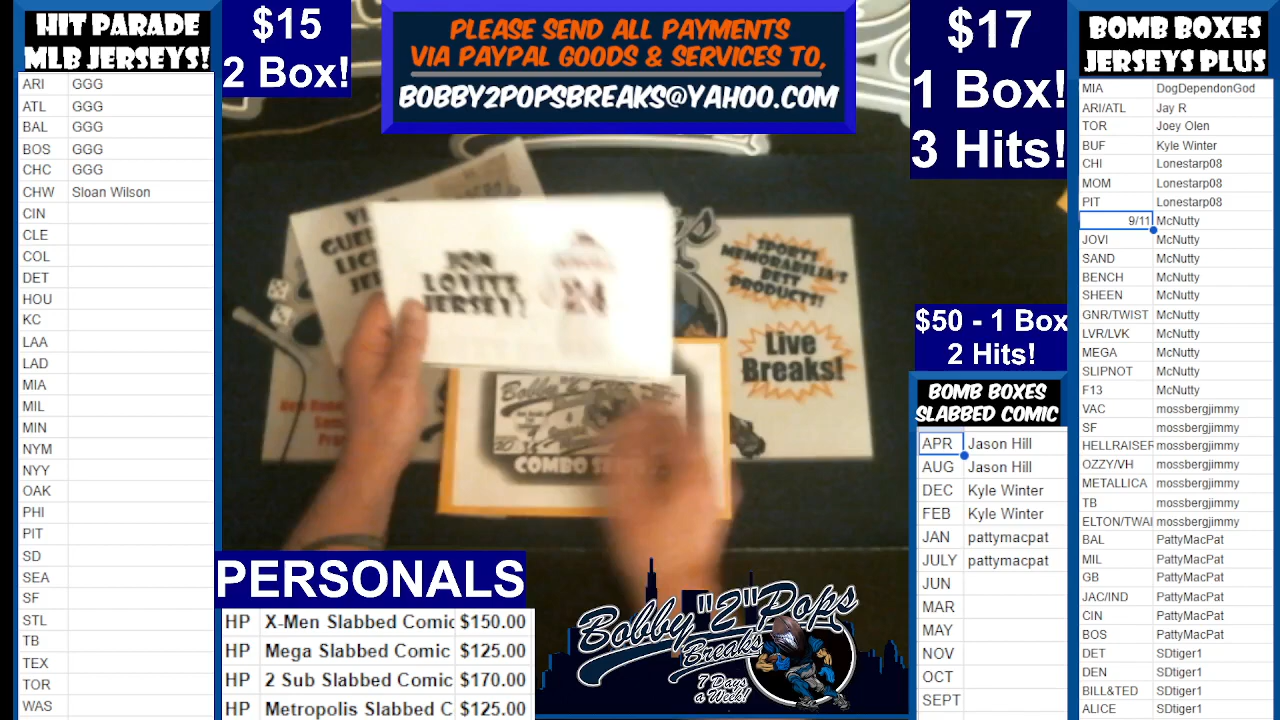 HIT PARADE
MLB JERSEYS!
ARI GGG
ATL GGG
BAL GGG
BOS GGG
CHC GGG
CHW Sloan Wilson
CIN
CLE
COL
DET
HOU
KC
LAA
LAD
MIA
MIL
MIN
NYM
NYY
OAK
PHI
PIT
SD
SEA
SF
STL
TB
TEX
TOR
WAS
$15
2 Box!
PLEASE SEND ALL PAYMENTS
VIA PAYPAL GOODS & SERVICES TO,
BOBBY2POPSBREAKS@YAHOO.COM
JON
LOVITZ
JERSEY!
SPORTS
MEMORABILIA'S
BEST
PRODUCTS!
Live
Breaks!
COMBO
PERSONALS
HP X-Men Slabbed Comic $150.00
HP Mega Slabbed Comic $125.00
HP 2 Sub Slabbed Comic $170.00
HP Metropolis Slabbed C $125.00
Bobby "2" Pops
Breaks
7 Days
a Week!
$17
1 Box!
3 Hits!
$50 - 1 Box
2 Hits!
BOMB BOXES
SLABBED COMIC
APR Jason Hill
AUG Jason Hill
DEC Kyle Winter
FEB Kyle Winter
JAN pattymacpat
JULY pattymacpat
JUN
MAR
MAY
NOV
OCT
SEPT
BOMB BOXES
JERSEYS PLUS
MIA DogDependonGod
ARI/ATL Jay R
TOR Joey Olen
BUF Kyle Winter
CHI Lonestarp08
MOM Lonestarp08
PIT Lonestarp08
9/11 McNutty
JOVI McNutty
SAND McNutty
BENCH McNutty
SHEEN McNutty
GNR/TWIST McNutty
LVR/LVK McNutty
MEGA McNutty
SLIPNOT McNutty
F13 McNutty
VAC mossbergjimmy
SF mossbergjimmy
HELLRAISER mossbergjimmy
OZZY/VH mossbergjimmy
METALLICA mossbergjimmy
TB mossbergjimmy
ELTON/TWAI mossbergjimmy
BAL PattyMacPat
MIL PattyMacPat
GB PattyMacPat
JAC/IND PattyMacPat
CIN PattyMacPat
BOS PattyMacPat
DET SDtiger1
DEN SDtiger1
BILL&TED SDtiger1
ALICE SDtiger1